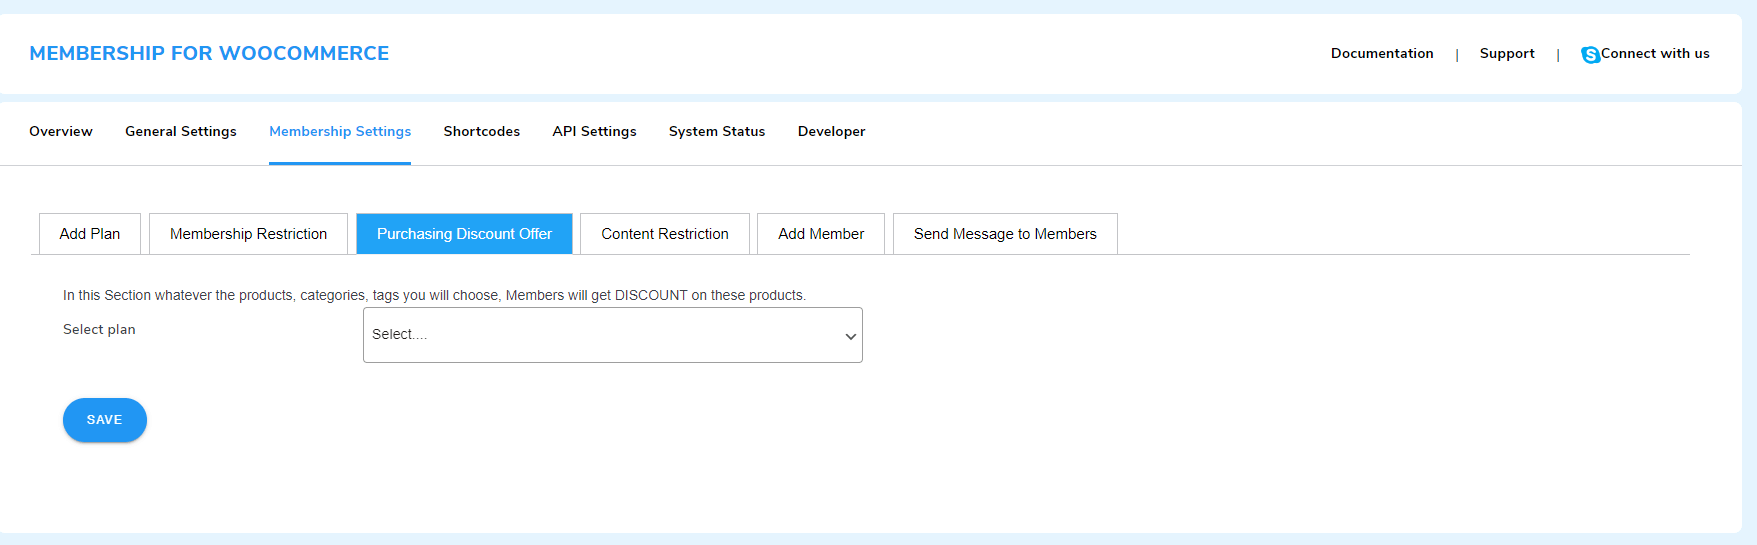 MEMBERSHIP FOR WOOCOMMERCE
Documentation | Support | Connect with us
Overview General Settings Membership Settings Shortcodes API Settings System Status Developer
Add Plan Membership Restriction Purchasing Discount Offer Content Restriction Add Member Send Message to Members
In this Section whatever the products, categories, tags you will choose, Members will get DISCOUNT on these products.
Select plan Select....
SAVE